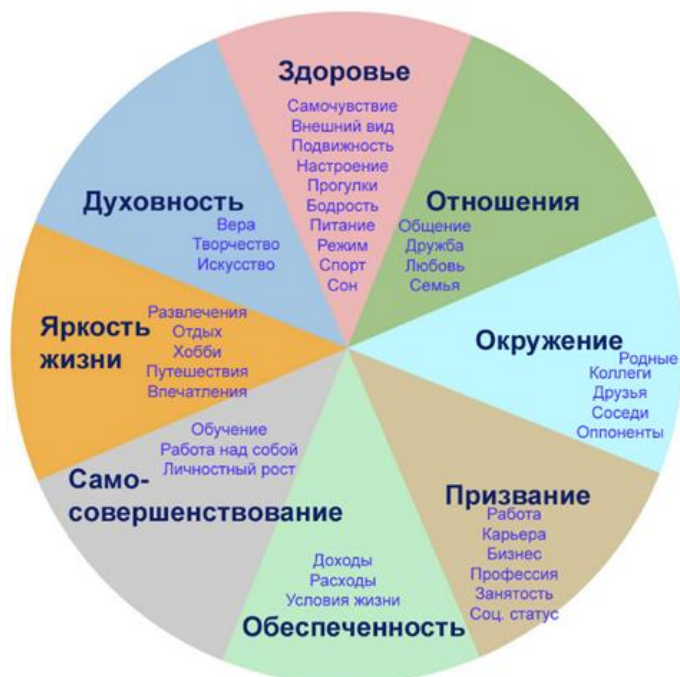 Здоровье
Самочувствие
Внешний вид
Подвижность
Настроение
Прогулки
Бодрость
Питание
Режим
Спорт
Сон
Отношения
Общение
Дружба
Любовь
Семья
Окружение
Родные
Коллеги
Друзья
Соседи
Оппоненты
Призвание
Работа
Карьера
Бизнес
Профессия
Занятость
Соц. статус
Доходы
Расходы
Условия жизни
Обеспеченность
Обучение
Работа над собой
Личностный рост
Само-
совершенствование
Яркость
жизни
Развлечения
Отдых
Хобби
Путешествия
Впечатления
Духовность
Вера
Творчество
Искусство